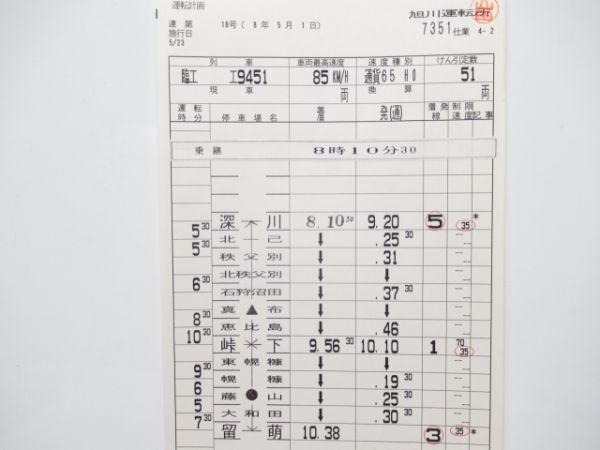 運転計画
運 第 18号( 8 年 5 月 1 日)
施行日
5/23
旭川運転所
7351仕業 4-2
列 車 車両最高速度 速度種別 けん引定数
臨工 工9451 85KM/H 通貨65 H0 51
現 車 両 換 算 両
運転時分 停車場名 着 発(通) 着発線 制限速度 記事
乗 継 8時10分30
深 川 8.10 30 9.20 5 35 *
5 30
北 一 己 ↓ .25 30
5 30
秩 父 別 ↓ .31
北秩父別 ↓ ↓
6 30
石狩沼田 ↓ .37 30
真 ▲ 布 ↓ ↓
8 30
恵 比 島 ↓ .46
10 30
峠 下 9.56 30 10.10 1 70 35
東 幌 糠 ↓ ↓
9 30
幌 糠 ↓ .19 30
6
藤 ● 山 ↓ .25 30
5
大 和 田 ↓ .30 30
7 30
留 萌 10.38 3 35 *